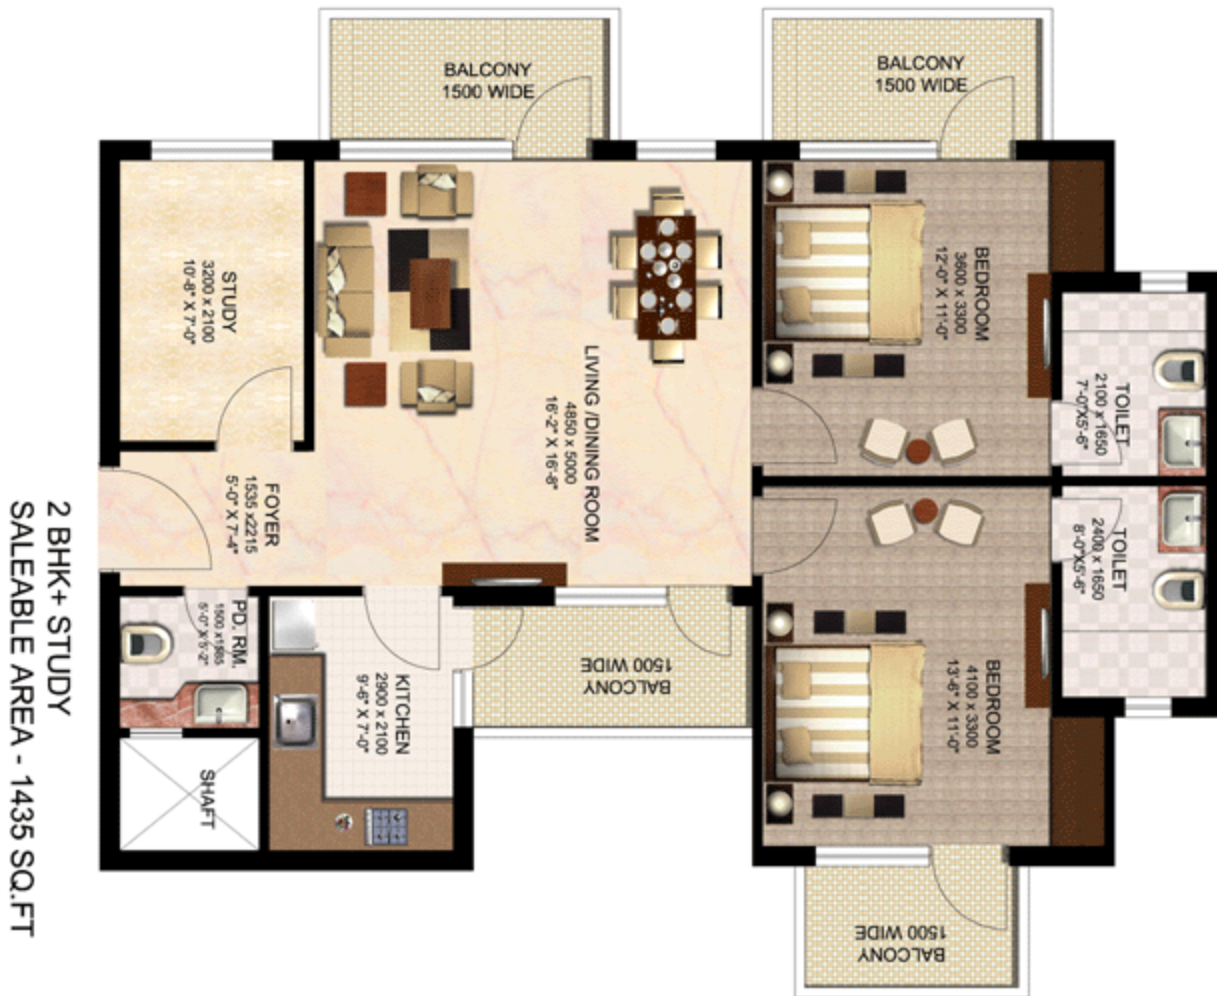 BALCONY
1500 WIDE
BALCONY
1500 WIDE
STUDY
3200 x 2100
10'-8" X 7'-0"
LIVING /DINING ROOM
4850 x 5000
16'-2" X 16'-8"
BEDROOM
3600 x 3300
12'-0" X 11'-0"
TOILET
2100 x 1650
7'-0"X5'-6"
FOYER
1535 x2215
5'-0" X 7'-4"
TOILET
2400 x 1650
8'-0"X5'-6"
PD. RM.
5'-0" X 5'-2"
KITCHEN
2900 x 2100
9'-6" X 7'-0"
BALCONY
1500 WIDE
BEDROOM
4100 x 3300
13'-6" X 11'-0"
SHAFT
BALCONY
1500 WIDE
2 BHK+ STUDY
SALEABLE AREA - 1435 SQ.FT